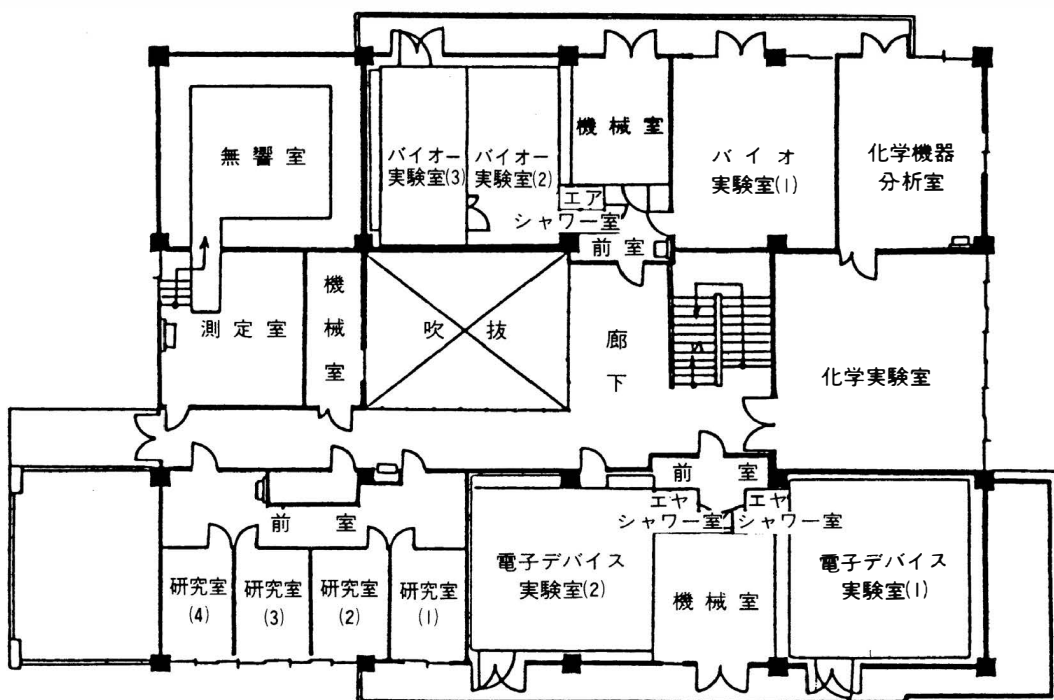 無響室
バイオー
実験室(3)
バイオー
実験室(2)
機械室
バイオ
実験室(1)
化学機器
分析室
エア
シャワー室
前室
測定室
機械室
吹抜
廊下
化学実験室
前室
エヤ
シャワー室
エヤ
シャワー室
前室
研究室
(4)
研究室
(3)
研究室
(2)
研究室
(1)
電子デバイス
実験室(2)
機械室
電子デバイス
実験室(1)